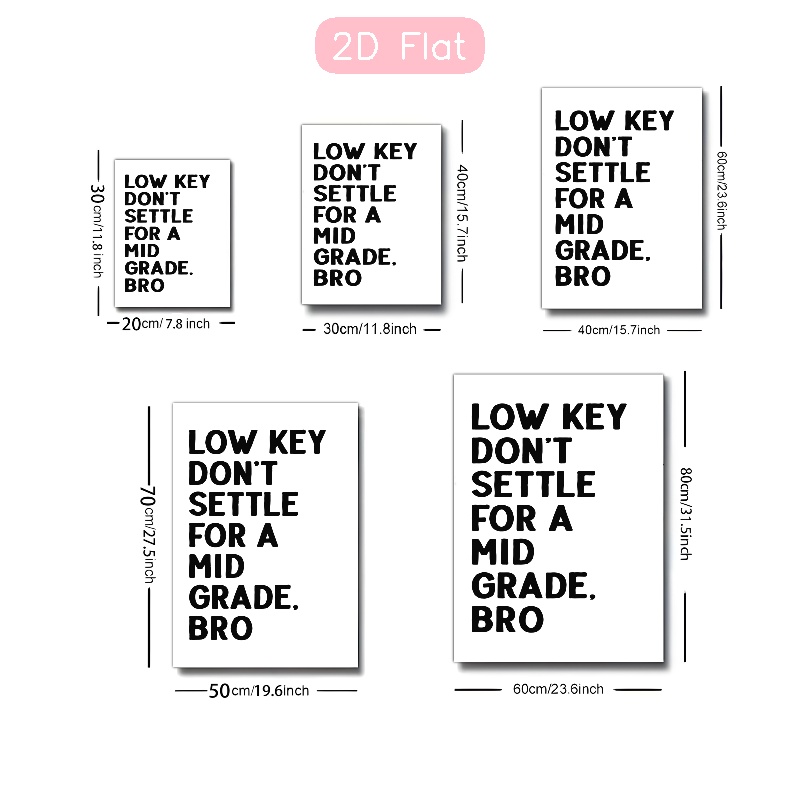 2D Flat
LOW KEY
DON'T
SETTLE
FOR A
MID
GRADE.
BRO
30cm/11.8 inch
20cm/ 7.8 inch
LOW KEY
DON'T
SETTLE
FOR A
MID
GRADE.
BRO
40cm/15.7inch
30cm/11.8inch
LOW KEY
DON'T
SETTLE
FOR A
MID
GRADE.
BRO
60cm/23.6inch
40cm/15.7inch
LOW KEY
DON'T
SETTLE
FOR A
MID
GRADE.
BRO
70cm/27.5inch
50cm/19.6inch
LOW KEY
DON'T
SETTLE
FOR A
MID
GRADE.
BRO
80cm/31.5inch
60cm/23.6inch